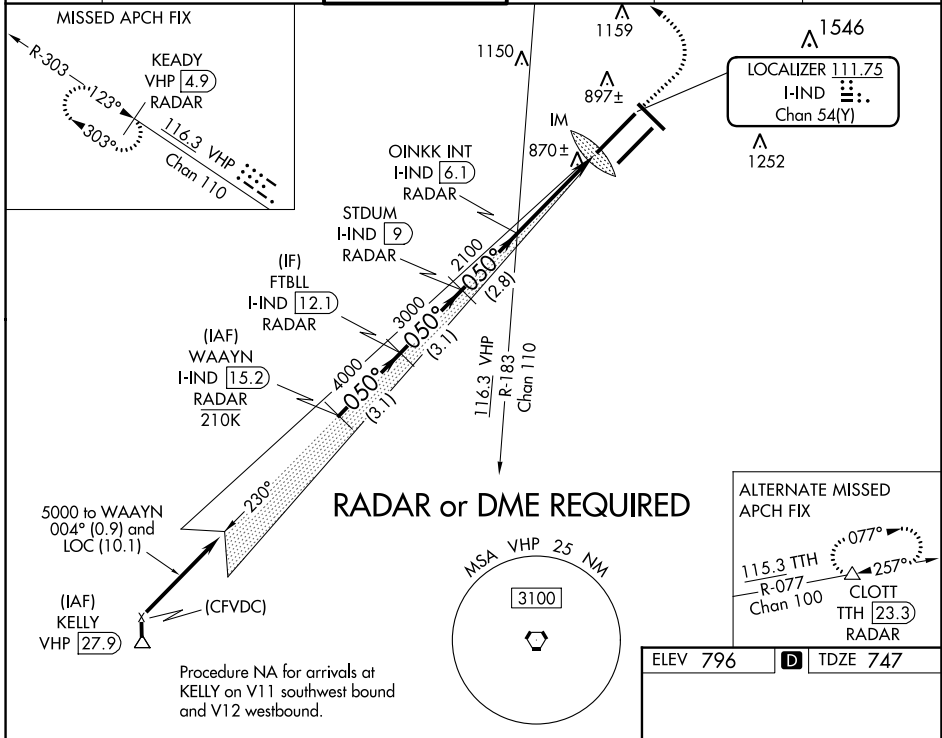 MISSED APCH FIX
R-303
KEADY
VHP 4.9
RADAR
123°
303°
116.3 VHP
Chan 110
1150
1159
1546
897±
LOCALIZER 111.75
I-IND
Chan 54(Y)
1252
IM
870±
OINKK INT
I-IND 6.1
RADAR
STDUM
I-IND 9
RADAR
(IF)
FTBLL
I-IND 12.1
RADAR
(IAF)
WAAYN
I-IND 15.2
RADAR
210K
2100
050°
(2.8)
3000
050°
(3.1)
4000
050°
(3.1)
116.3 VHP
R-183
Chan 110
230°
5000 to WAAYN
004° (0.9) and
LOC (10.1)
(IAF)
KELLY
VHP 27.9
(CFVDC)
RADAR or DME REQUIRED
MSA VHP 25 NM
3100
Procedure NA for arrivals at
KELLY on V11 southwest bound
and V12 westbound.
ALTERNATE MISSED
APCH FIX
077°
257°
115.3 TTH
R-077
Chan 100
CLOTT
TTH 23.3
RADAR
ELEV 796 D TDZE 747